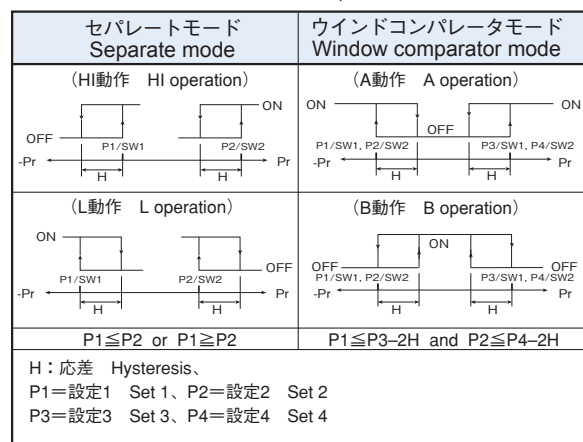 セパレートモード
Separate mode
ウインドコンパレータモード
Window comparator mode
（HI動作 HI operation）
ON
OFF
P1/SW1
P2/SW2
-Pr
Pr
H
H
（A動作 A operation）
ON
ON
OFF
P1/SW1, P2/SW2
P3/SW1, P4/SW2
-Pr
Pr
H
H
（L動作 L operation）
ON
OFF
P1/SW1
P2/SW2
-Pr
Pr
H
H
（B動作 B operation）
ON
OFF
OFF
P1/SW1, P2/SW2
P3/SW1, P4/SW2
-Pr
Pr
H
H
P1≦P2 or P1≧P2
P1≦P3–2H and P2≦P4–2H
H：応差 Hysteresis、
P1＝設定1 Set 1、P2＝設定2 Set 2
P3＝設定3 Set 3、P4＝設定4 Set 4